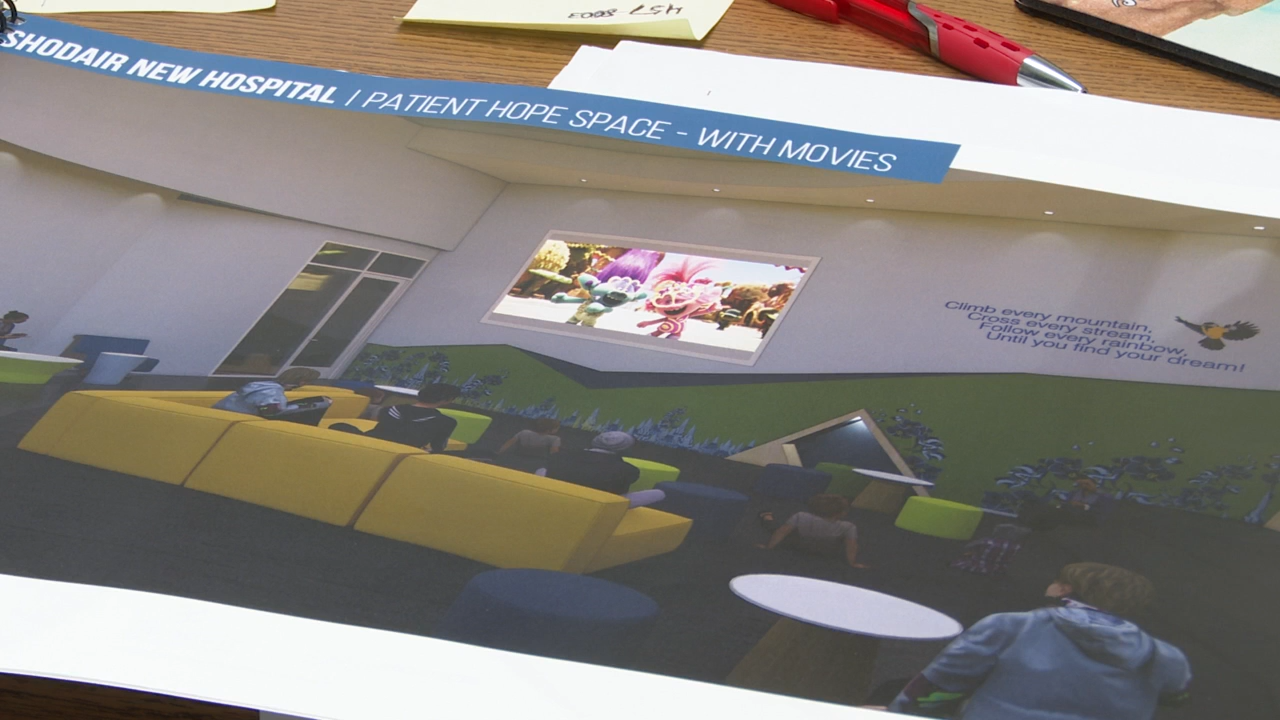 SHODAIR NEW HOSPITAL / PATIENT HOPE SPACE - WITH MOVIES
Climb every mountain,
Cross every stream,
Follow every rainbow,
Until you find your dream!